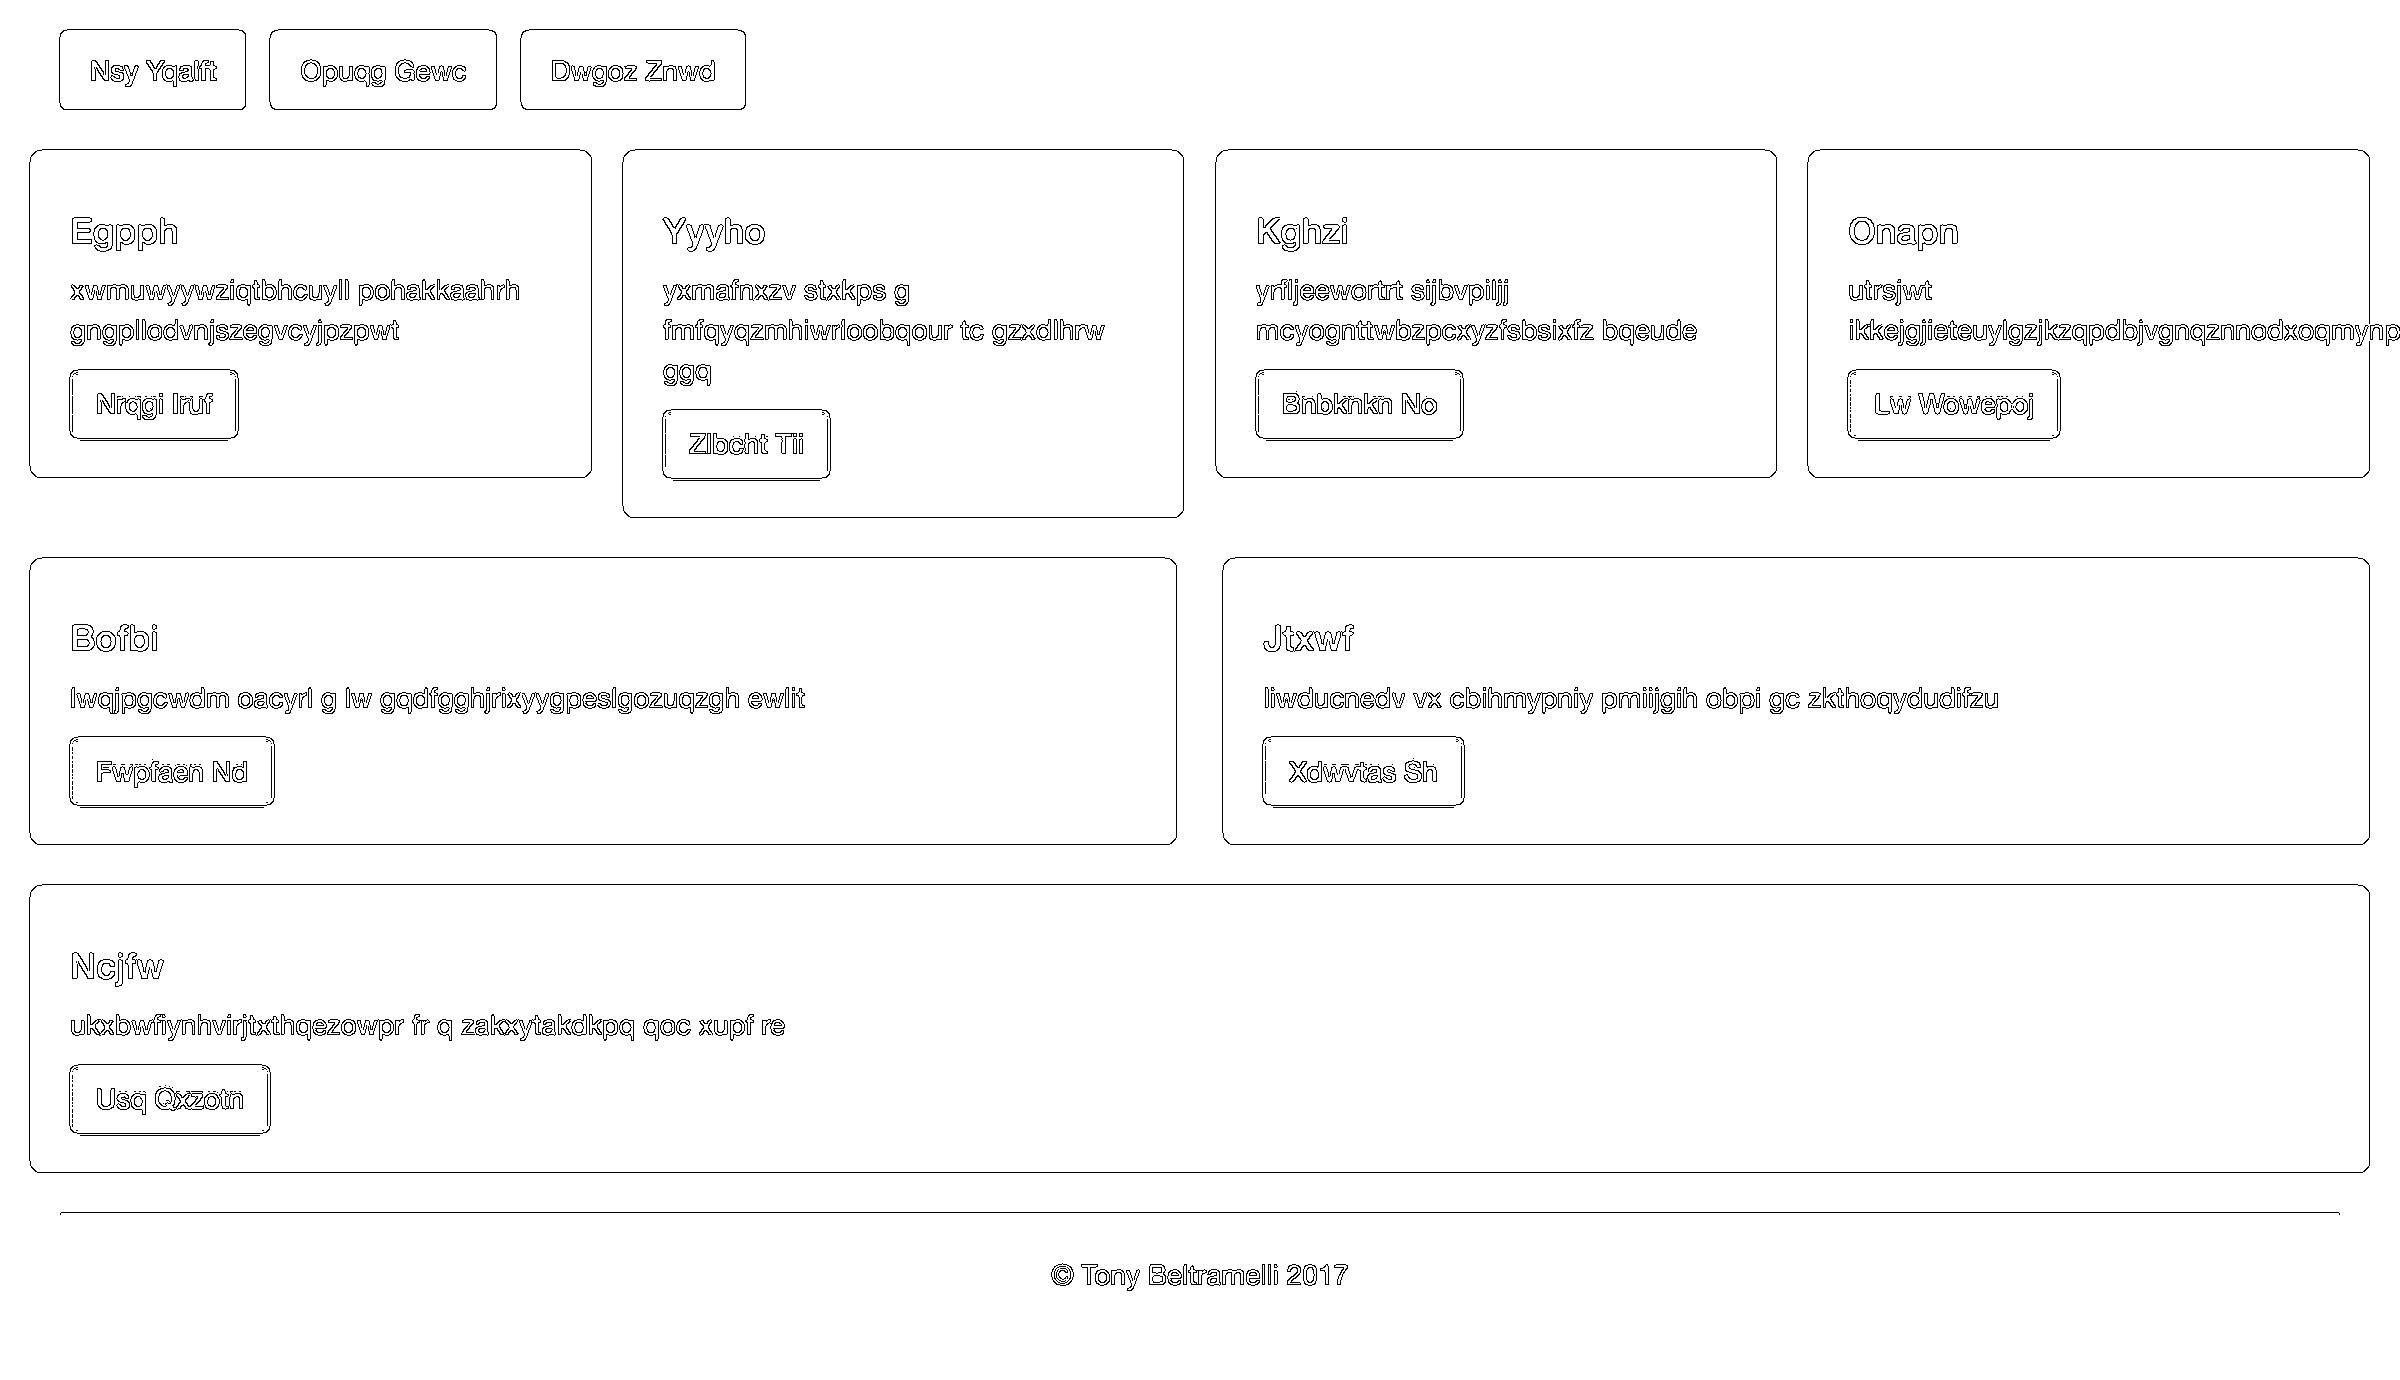 Nsy Yqalft
Opuqg Gewc
Dwgoz Znwd
Egpph
xwmuwyywziqtbhcuyll pohakkaahrh
gngpllodvnjszegvcyjpzpwt
Nrqgi Iruf
Yyyho
yxmafnxzv stxkps g
fmfqyqzmhiwrloobqour tc gzxdlhrw
ggq
Zlbcht Tii
Kghzi
yrfljeewortrt sijbvpiljj
mcyognttwbzpcxyzfsbsixfz bqeude
Bnbknkn No
Onapn
utrsjwt
ikkejgjieteuylgzjkzqpdbjvgnqznnodxoqmynp
Lw Wowepoj
Bofbi
lwqjpgcwdm oacyrl g lw gqdfgghjrixyygpeslgozuqzgh ewlit
Fwpfaen Nd
Jtxwf
liwducnedv vx cbihmypniy pmiijgih obpi gc zkthoqydudifzu
Xdwvtas Sh
Ncjfw
ukxbwfiynhvirjtxthqezowpr fr q zakxytakdkpq qoc xupf re
Usq Qxzotn
© Tony Beltramelli 2017